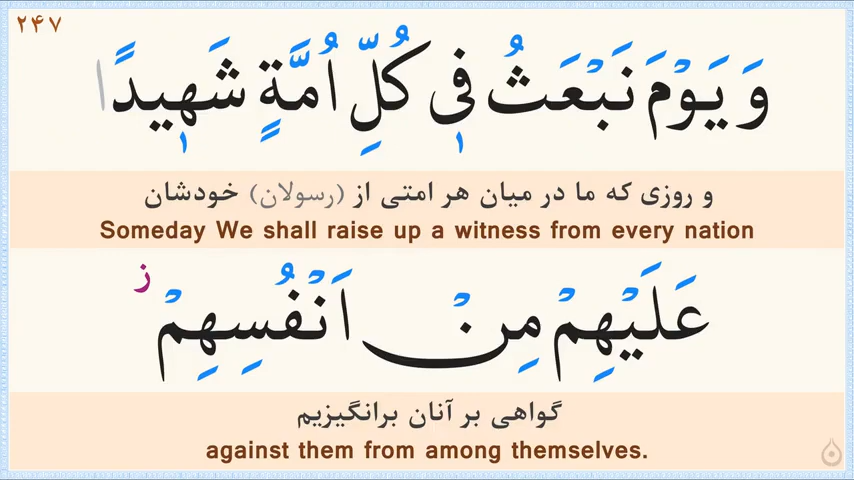 ۲۴۷
وَ يَوْمَ نَبْعَثُ فٖى كُلِّ اُمَّةٍ شَهٖيدًا
و روزی که ما در میان هر امتی از (رسولان) خودشان
Someday We shall raise up a witness from every nation
عَلَيْهِمْ مِنْ اَنْفُسِهِمْ ز
گواهی بر آنان برانگیزیم
against them from among themselves.